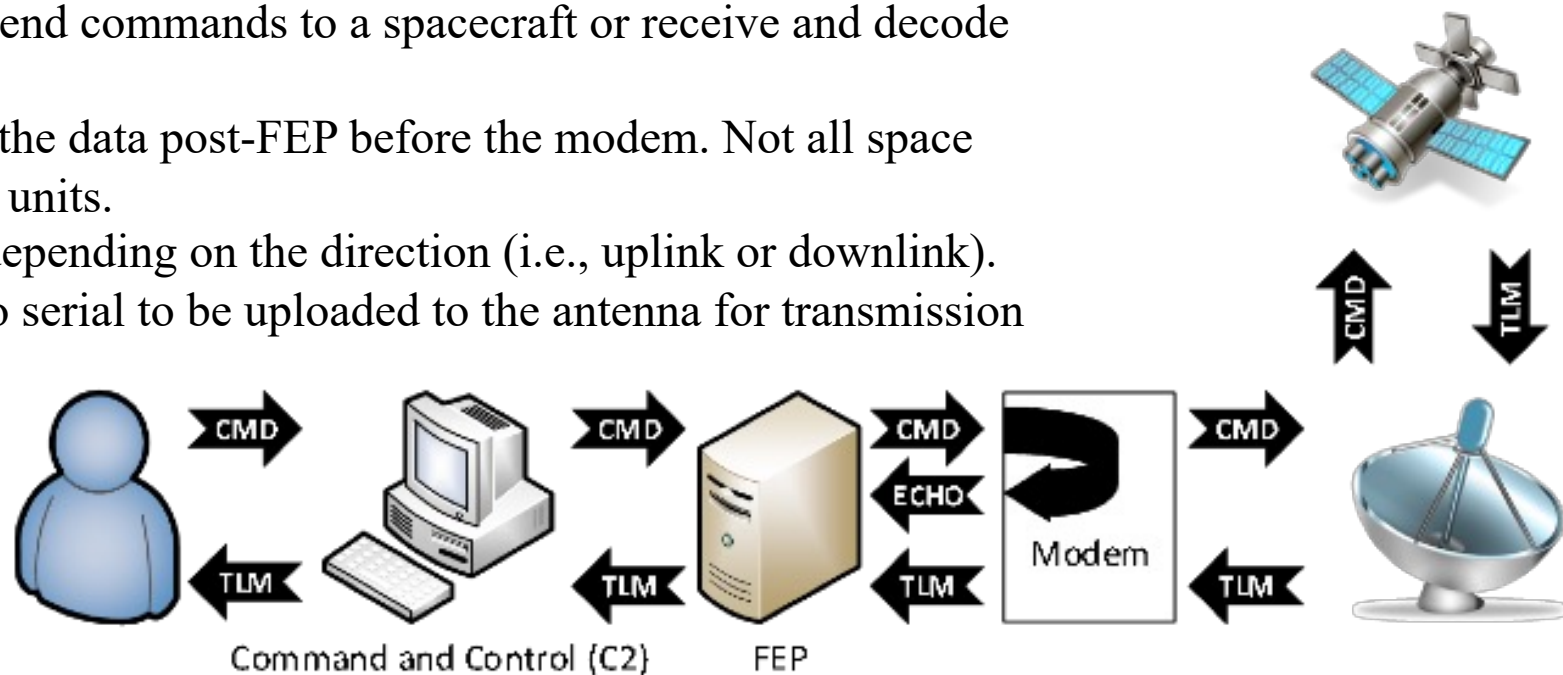 end commands to a spacecraft or receive and decode
the data post-FEP before the modem. Not all space
units.
depending on the direction (i.e., uplink or downlink).
o serial to be uploaded to the antenna for transmission
CMD TLM
CMD CMD CMD CMD
ECHO
Modem
TLM TLM TLM TLM
Command and Control (C2) FEP